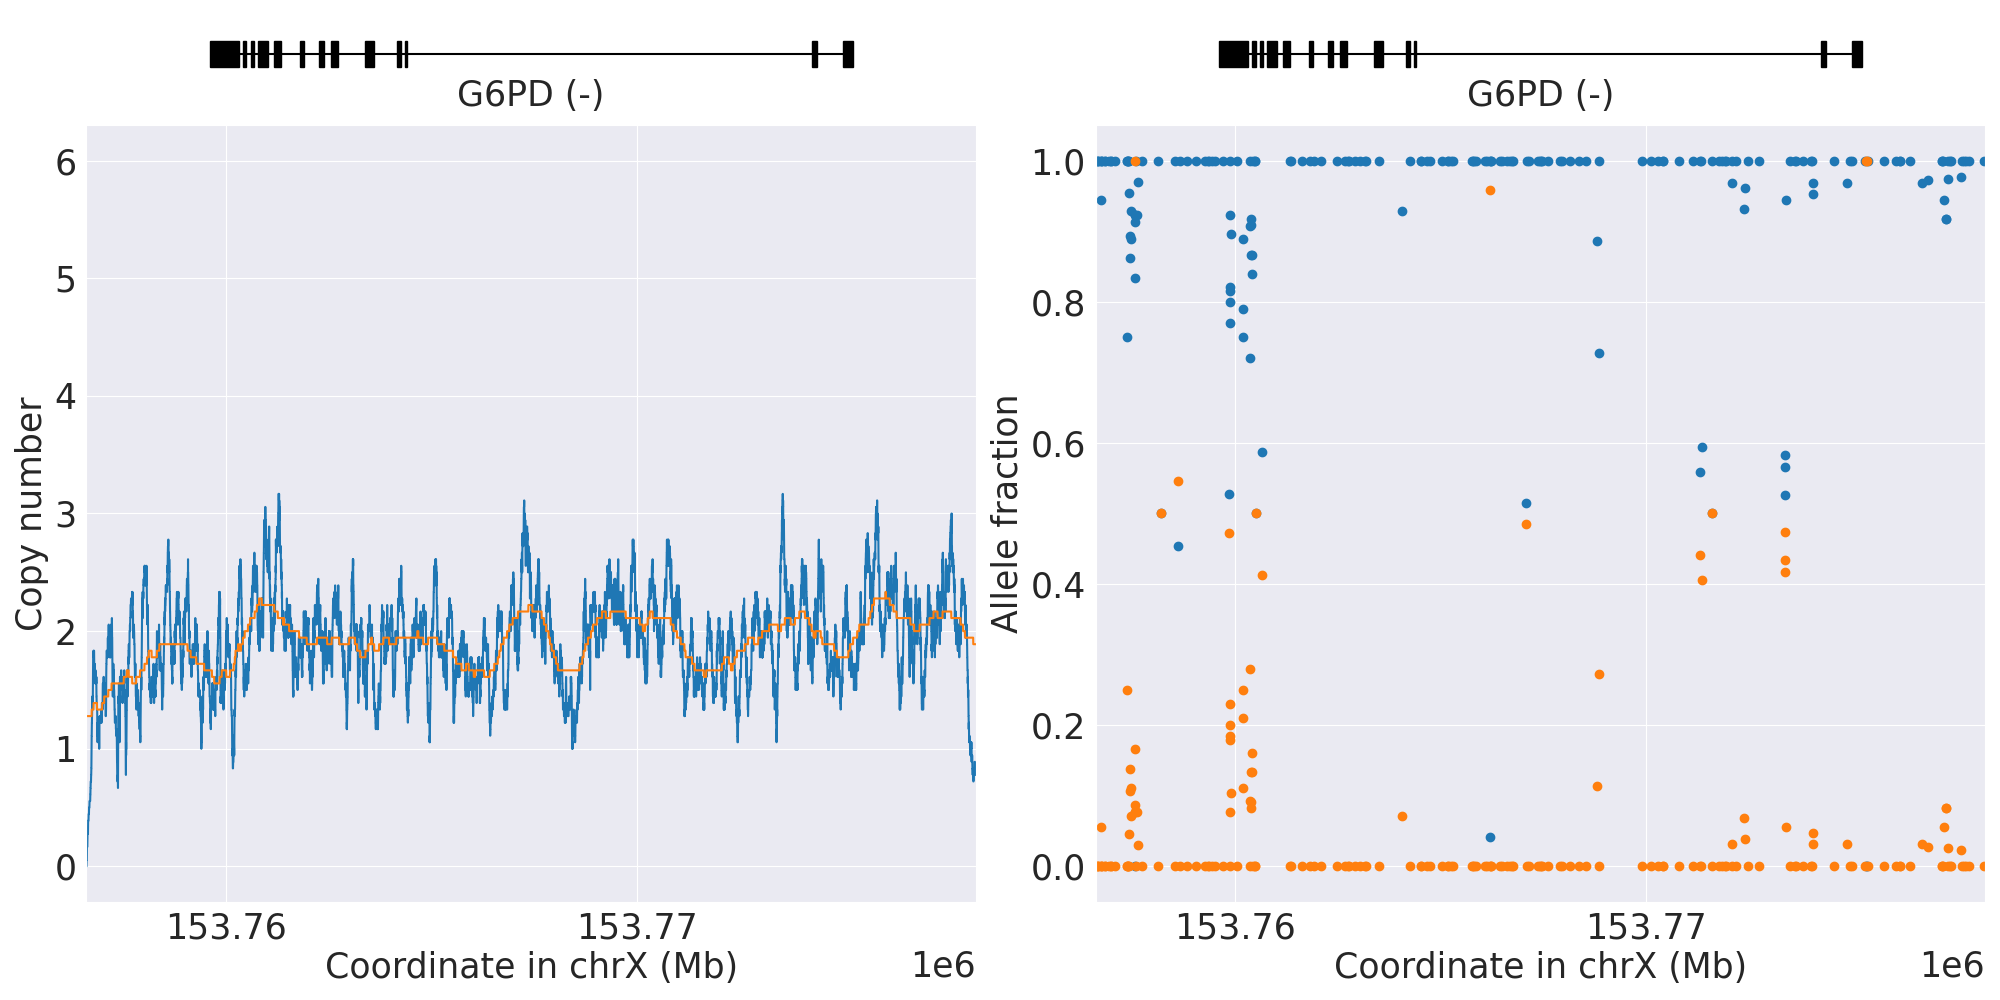 G6PD (-)
6
5
4
3
2
1
0
Copy number
153.76
153.77
Coordinate in chrX (Mb)
1e6
G6PD (-)
1.0
0.8
0.6
0.4
0.2
0.0
Allele fraction
153.76
153.77
Coordinate in chrX (Mb)
1e6